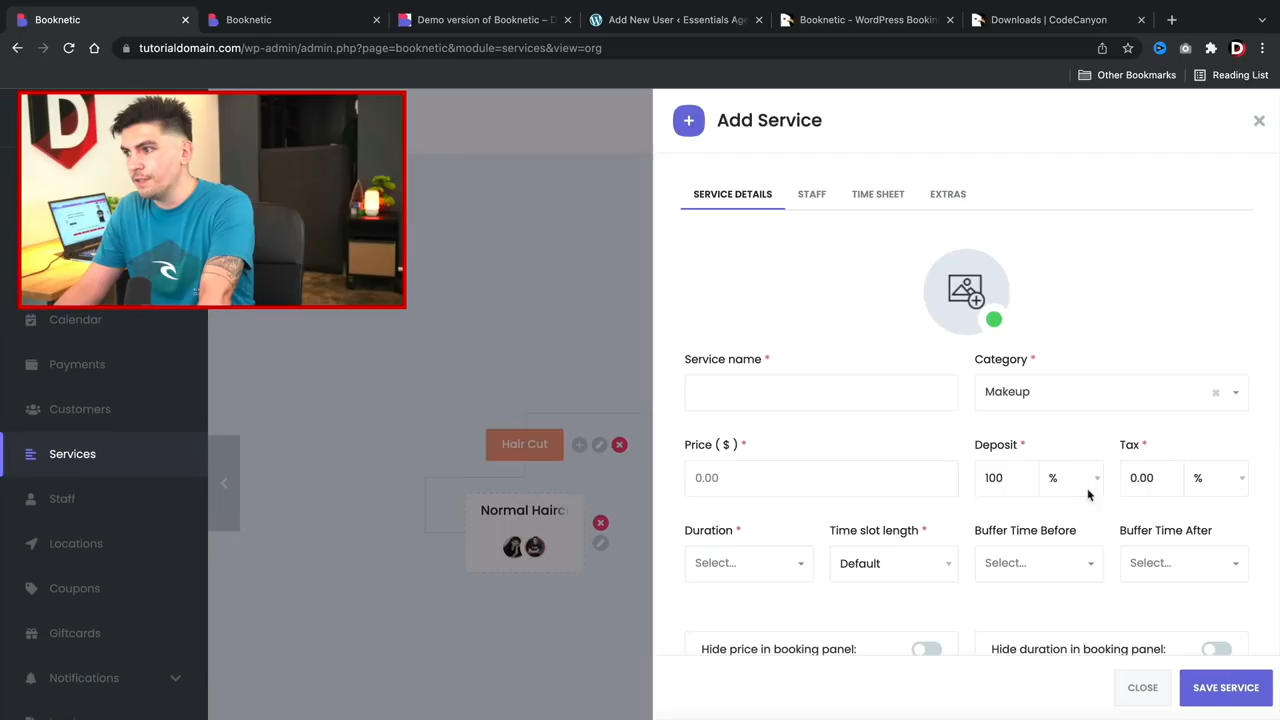 Booknetic
Booknetic
Demo version of Booknetic – D
Add New User ‹ Essentials Age
Booknetic - WordPress Bookin
Downloads | CodeCanyon
tutorialdomain.com/wp-admin/admin.php?page=booknetic&module=services&view=org
Other Bookmarks
Reading List
D
Calendar
Payments
Customers
Services
Staff
Locations
Coupons
Giftcards
Notifications
Hair Cut
Normal Hairc
Add Service
SERVICE DETAILS
STAFF
TIME SHEET
EXTRAS
Service name *
Category *
Makeup
Price ( $ ) *
Deposit *
Tax *
0.00
100
%
0.00
%
Duration *
Time slot length *
Buffer Time Before
Buffer Time After
Select...
Default
Select...
Select...
Hide price in booking panel:
Hide duration in booking panel:
CLOSE
SAVE SERVICE